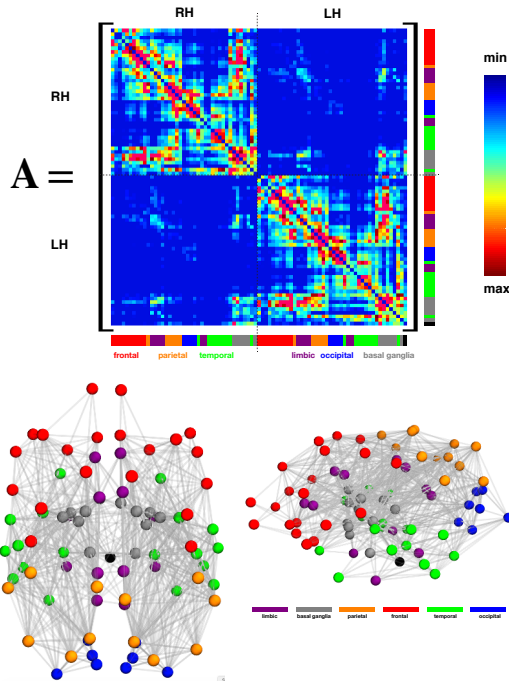 RH LH
min
RH
A =
LH
max
frontal parietal temporal limbic occipital basal ganglia
limbic basal ganglia parietal frontal temporal occipital